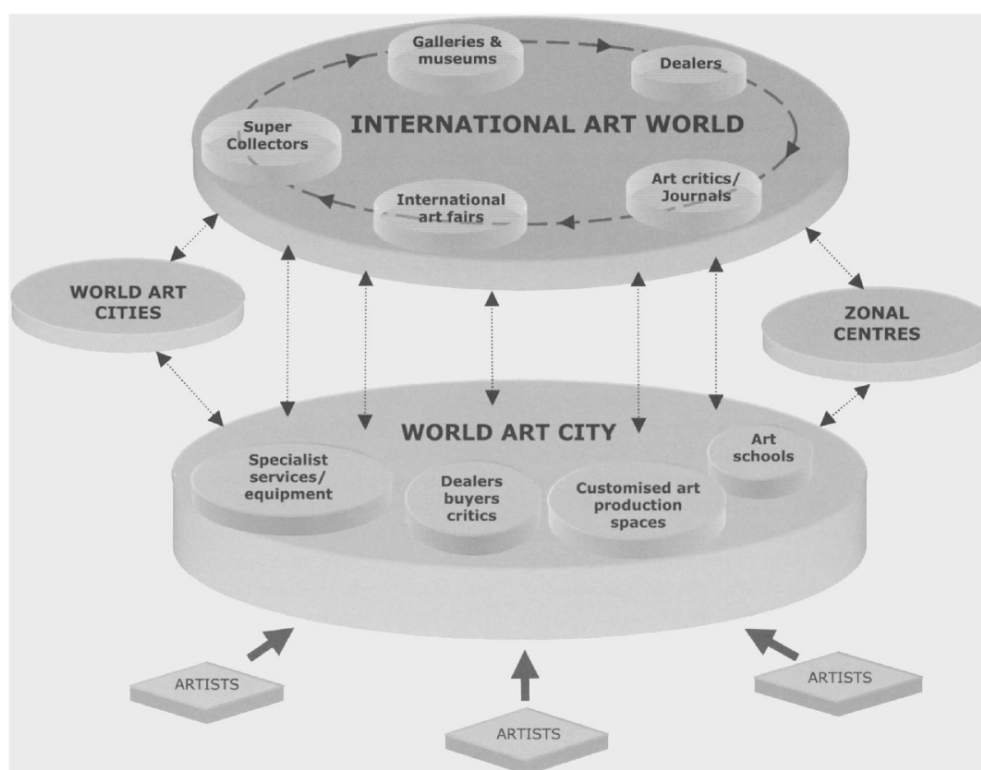 Galleries &
museums
Dealers
INTERNATIONAL ART WORLD
Super
Collectors
Art critics/
Journals
International
art fairs
WORLD ART
CITIES
ZONAL
CENTRES
WORLD ART CITY
Art
schools
Specialist
services/
equipment
Dealers
buyers
critics
Customised art
production
spaces
ARTISTS
ARTISTS
ARTISTS